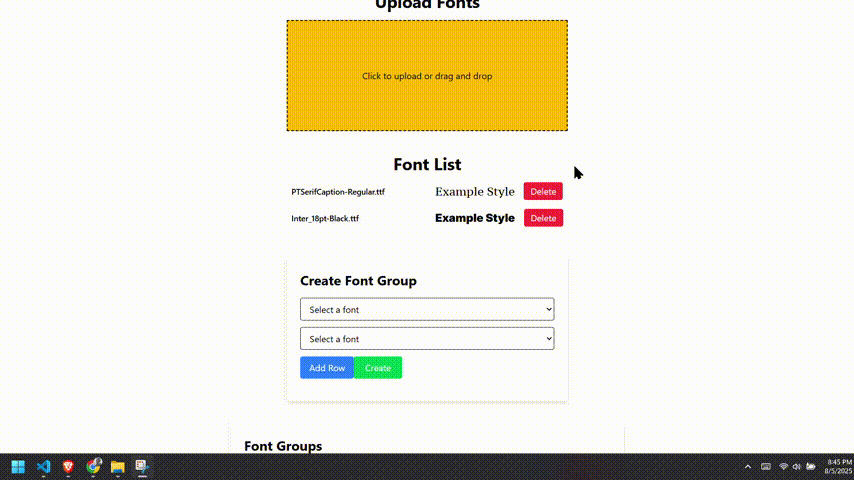 Upload Fonts
Click to upload or drag and drop
Font List
PTSerifCaption-Regular.ttf Example Style Delete
Inter_18pt-Black.ttf Example Style Delete
Create Font Group
Select a font
Select a font
Add Row Create
Font Groups
8:45 PM
8/5/2025